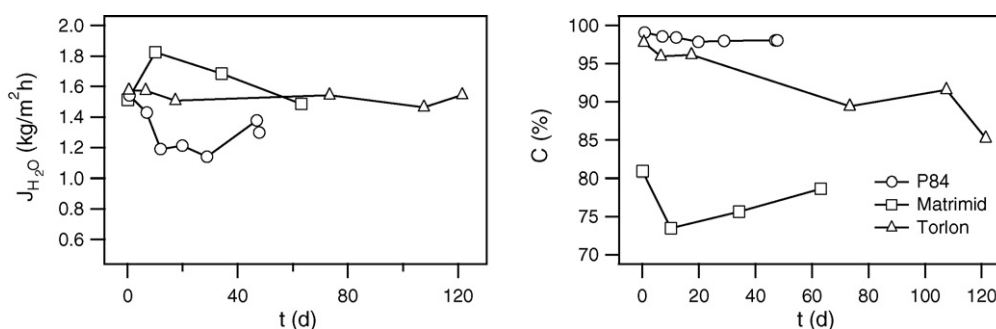 2.0
1.8
1.6
1.4
1.2
1.0
0.8
0.6
J_H₂O (kg/m²h)
0 40 80 120
t (d)
100
95
90
85
80
75
70
C (%)
P84
Matrimid
Torlon
0 20 40 60 80 100 120
t (d)